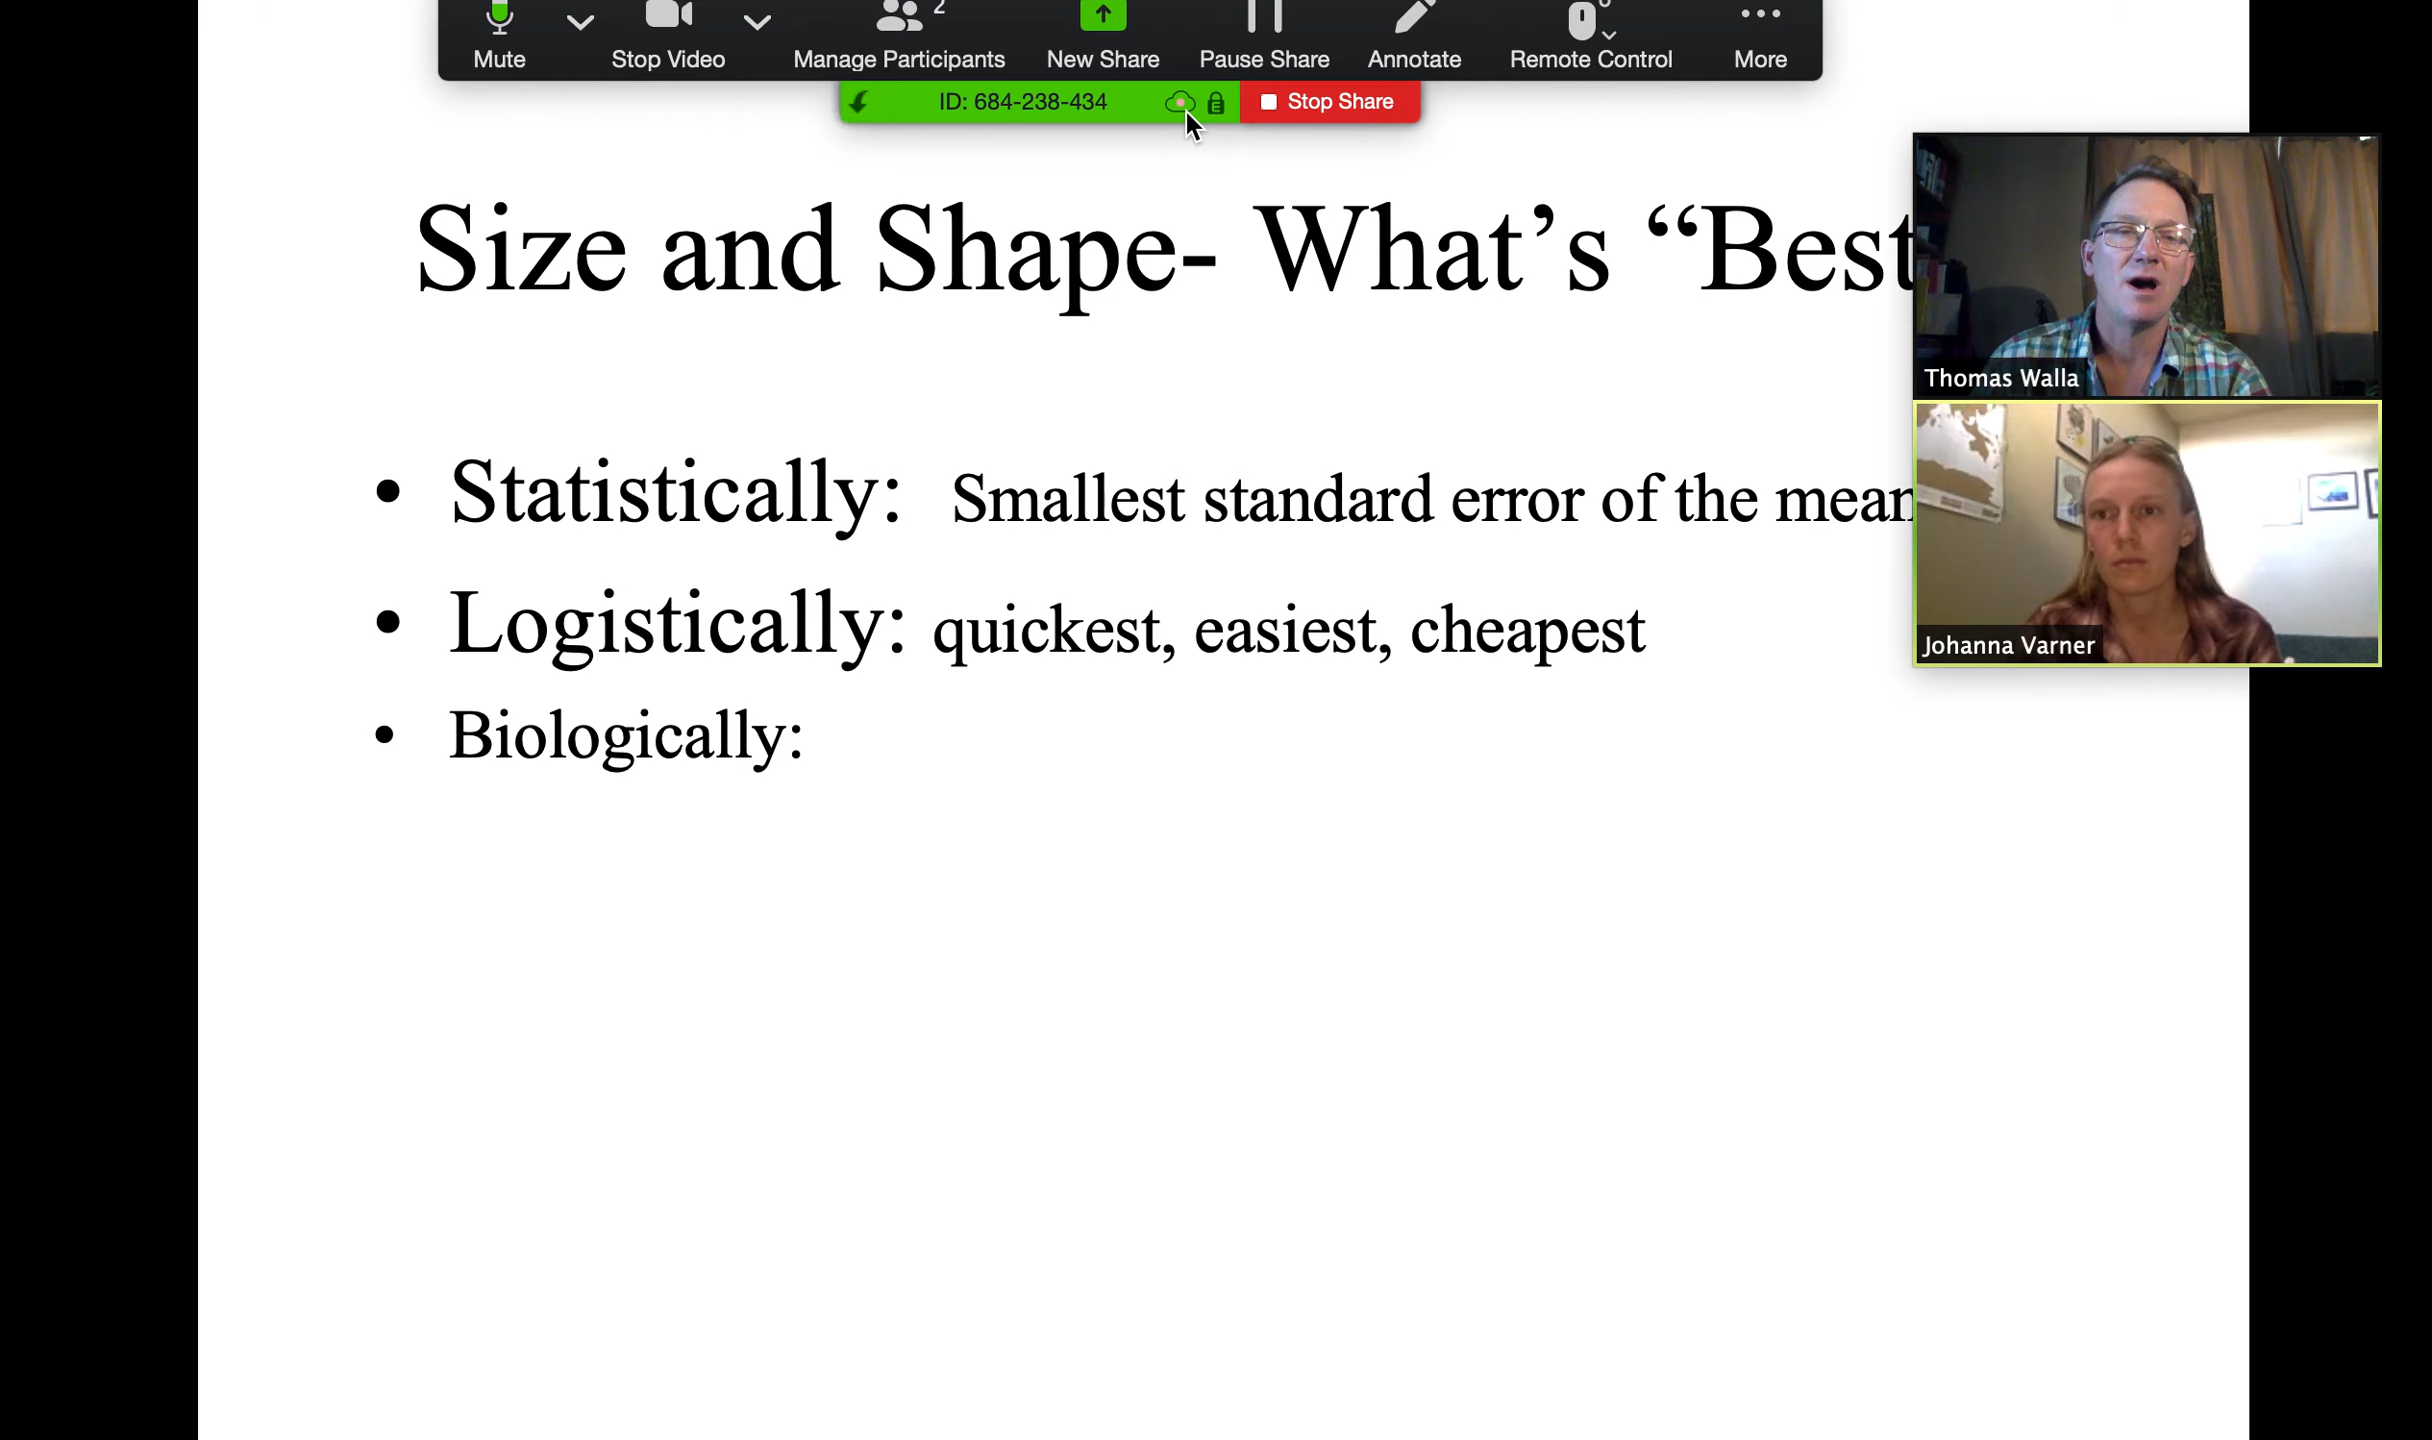 2
Mute
Stop Video
Manage Participants
New Share
Pause Share
Annotate
Remote Control
More
ID: 684-238-434
Stop Share
Size and Shape- What’s “Best
Thomas Walla
• Statistically: Smallest standard error of the mean
• Logistically: quickest, easiest, cheapest
Johanna Varner
• Biologically: